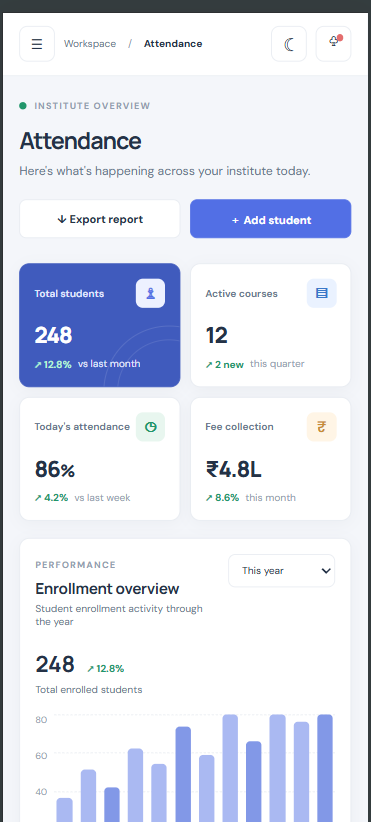 Workspace / Attendance
INSTITUTE OVERVIEW
Attendance
Here's what's happening across your institute today.
↓ Export report
+ Add student
Total students
248
↗ 12.8% vs last month
Active courses
12
↗ 2 new this quarter
Today's attendance
86%
↗ 4.2% vs last week
Fee collection
₹
₹4.8L
↗ 8.6% this month
PERFORMANCE
Enrollment overview
Student enrollment activity through
the year
This year
248 ↗ 12.8%
Total enrolled students
80
60
40